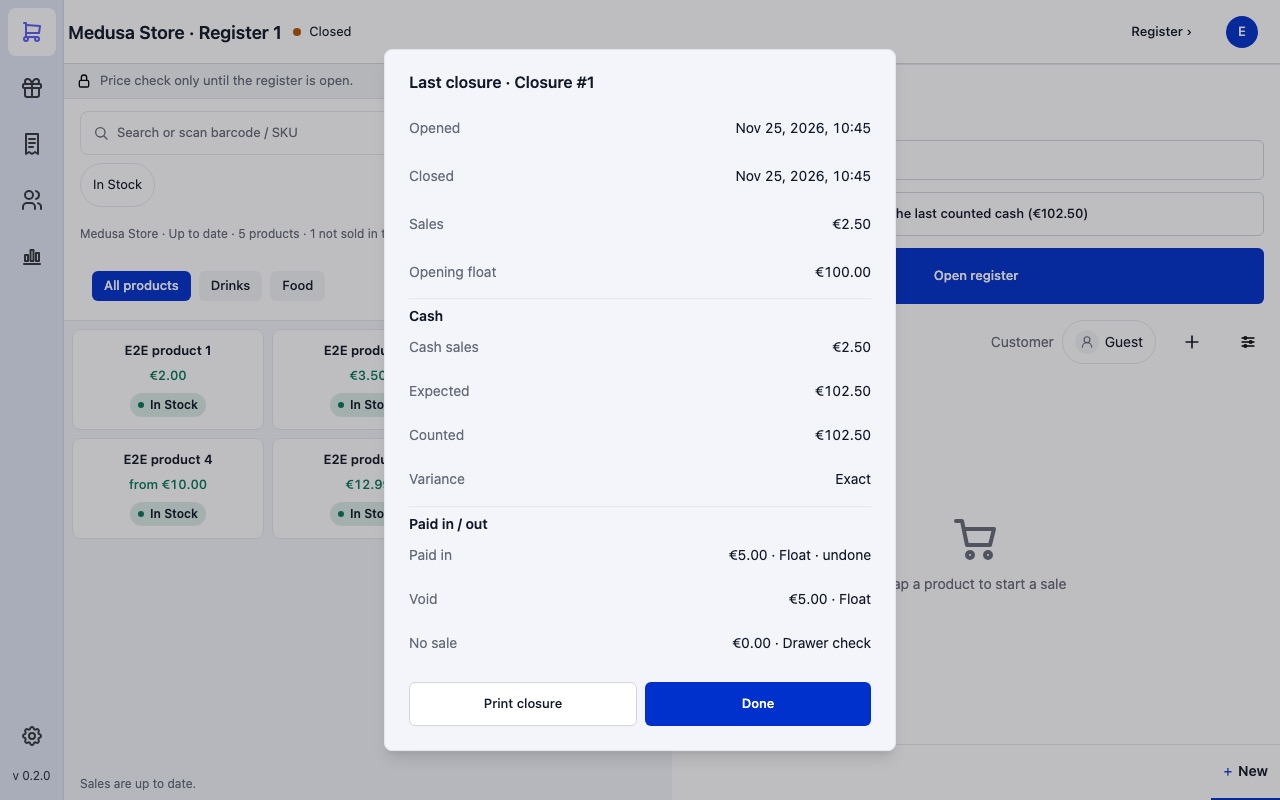 Medusa Store · Register 1
Closed
Register ›
E
Price check only until the register is open.
Search or scan barcode / SKU
In Stock
Medusa Store · Up to date · 5 products · 1 not sold in t
All products
Drinks
Food
E2E product 1
€2.00
In Stock
E2E produ
€3.50
In Sto
E2E product 4
from €10.00
In Stock
E2E produ
€12.99
In Sto
Sales are up to date.
v 0.2.0
Last closure · Closure #1
Opened
Nov 25, 2026, 10:45
Closed
Nov 25, 2026, 10:45
Sales
€2.50
Opening float
€100.00
Cash
Cash sales
€2.50
Expected
€102.50
Counted
€102.50
Variance
Exact
Paid in / out
Paid in
€5.00 · Float · undone
Void
€5.00 · Float
No sale
€0.00 · Drawer check
Print closure
Done
he last counted cash (€102.50)
Open register
Customer
Guest
ap a product to start a sale
+ New